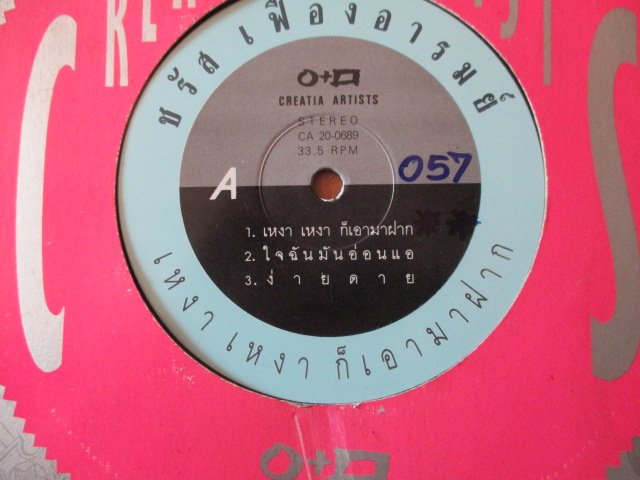 ชรัส เฟื่องอารมย์
CREATIA ARTISTS
STEREO
CA 20-0689
33.5 RPM
A
057
1. เหงา เหงา ก็เอามาฝาก
2. ใจฉันมันอ่อนแอ
3. ง่ายดาย
เหงา เหงา ก็เอามาฝาก